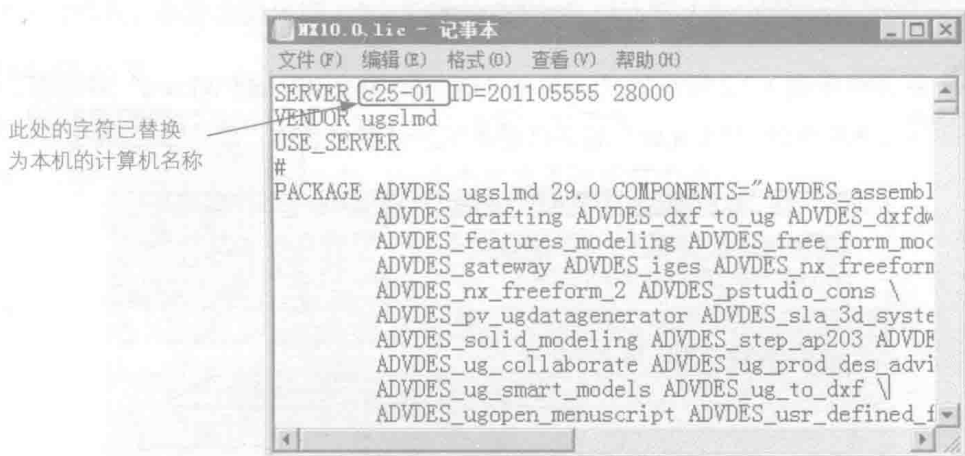 NX10.0.lic - 记事本
文件(F) 编辑(E) 格式(O) 查看(V) 帮助(H)
SERVER c25-01 ID=201105555 28000
VENDOR ugslmd
USE_SERVER
#
PACKAGE ADVDES ugslmd 29.0 COMPONENTS="ADVDES_assembl
ADVDES_drafting ADVDES_dxf_to_ug ADVDES_dxfdw
ADVDES_features_modeling ADVDES_free_form_mod
ADVDES_gateway ADVDES_iges ADVDES_nx_freeform
ADVDES_nx_freeform_2 ADVDES_pstudio_cons \
ADVDES_pv_ugdatagenerator ADVDES_sla_3d_syste
ADVDES_solid_modeling ADVDES_step_ap203 ADVDE
ADVDES_ug_collaborate ADVDES_ug_prod_des_advi
ADVDES_ug_smart_models ADVDES_ug_to_dxf \
ADVDES_ugopen_menuscript ADVDES_usr_defined_f
此处的字符已替换
为本机的计算机名称